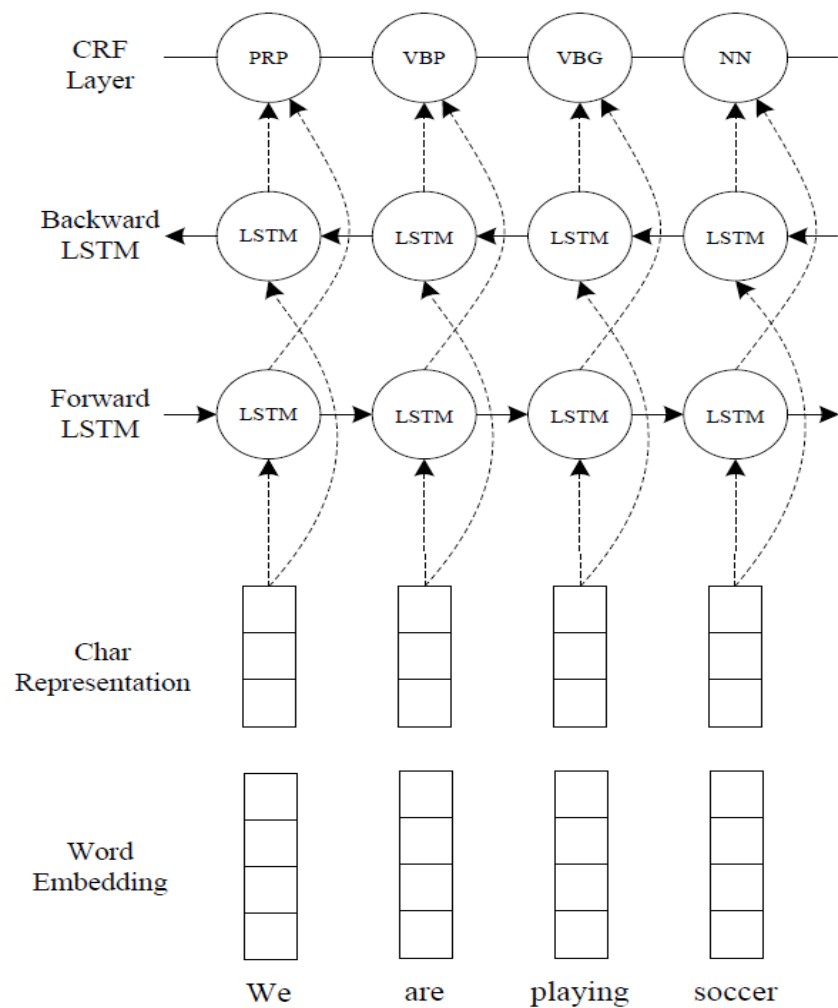 CRF
Layer
PRP VBP VBG NN
Backward
LSTM
LSTM LSTM LSTM LSTM
Forward
LSTM
LSTM LSTM LSTM LSTM
Char
Representation
Word
Embedding
We are playing soccer